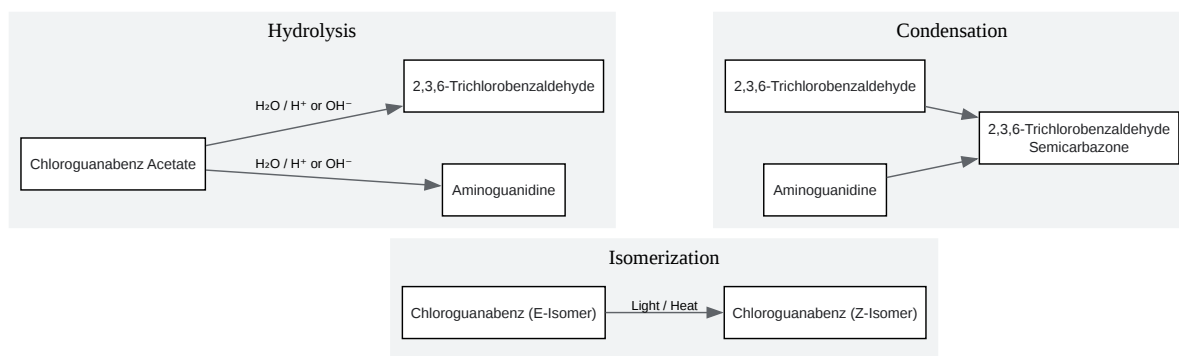 Hydrolysis
H₂O / H⁺ or OH⁻
2,3,6-Trichlorobenzaldehyde
Chloroguanabenz Acetate
H₂O / H⁺ or OH⁻
Aminoguanidine
Condensation
2,3,6-Trichlorobenzaldehyde
Aminoguanidine
2,3,6-Trichlorobenzaldehyde
Semicarbazone
Isomerization
Chloroguanabenz (E-Isomer)
Light / Heat
Chloroguanabenz (Z-Isomer)